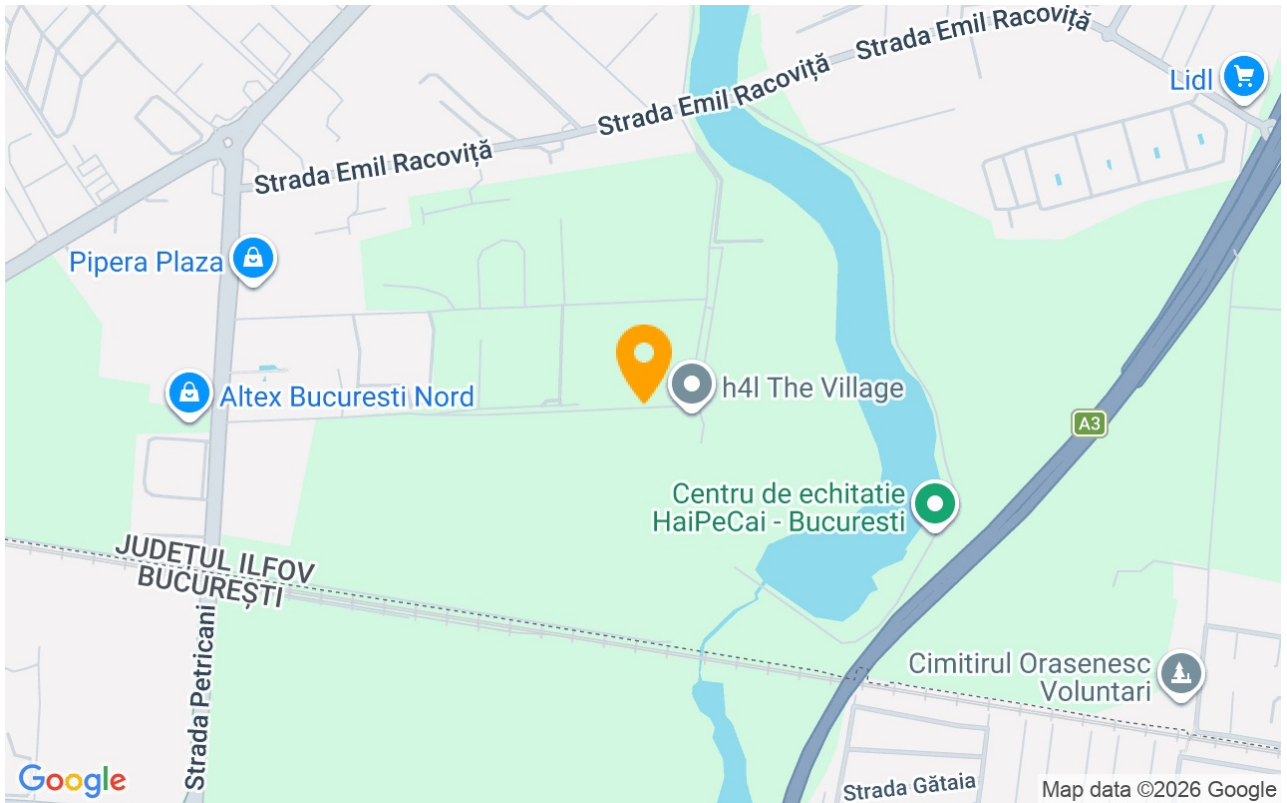 Strada Emil Racoviță
Lidl
Strada Emil Racoviță
Strada Emil Racoviță
Pipera Plaza
Altex Bucuresti Nord
h4l The Village
A3
Centru de echitatie
HaiPeCai - Bucuresti
JUDEȚUL ILFOV
BUCUREȘTI
Strada Petricani
Cimitirul Orasenesc
Voluntari
Strada Gătaia
Google
Map data ©2026 Google